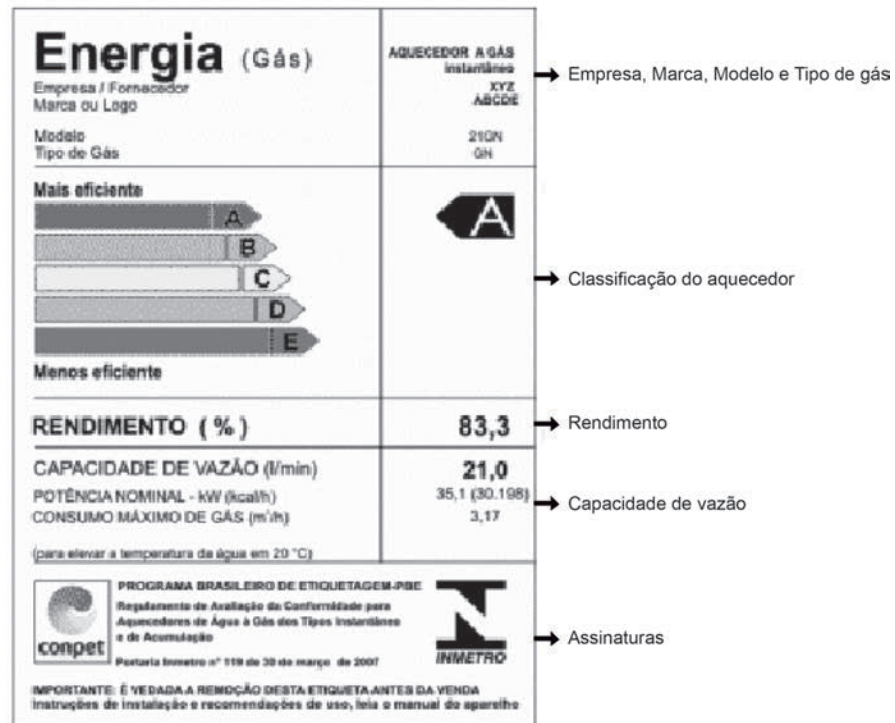 Energia (Gás)
AQUECEDOR A GÁS
instantâneo
Empresa, Marca, Modelo e Tipo de gás
Empresa / Fornecedor
XYZ
Marca ou Logo
ABCDE
Modelo
21GN
Tipo de Gás
GN
Mais eficiente
A
A
B
C
Classificação do aquecedor
D
E
Menos eficiente
RENDIMENTO (%)
83,3
Rendimento
CAPACIDADE DE VAZÃO (l/min)
21,0
POTÊNCIA NOMINAL - kW (kcal/h)
35,1 (30.198)
Capacidade de vazão
CONSUMO MÁXIMO DE GÁS (m³/h)
3,17
(para elevar a temperatura da água em 20 °C)
PROGRAMA BRASILEIRO DE ETIQUETAGEM-PBE
Regulamento de Avaliação da Conformidade para
Aquecedores de Água à Gás dos Tipos Instantâneo
e de Acumulação
Assinaturas
conpet
INMETRO
Portaria Inmetro nº 119 de 30 de março de 2007
IMPORTANTE: É VEDADA A REMOÇÃO DESTA ETIQUETA ANTES DA VENDA
Instruções de instalação e recomendações de uso, leia o manual do aparelho